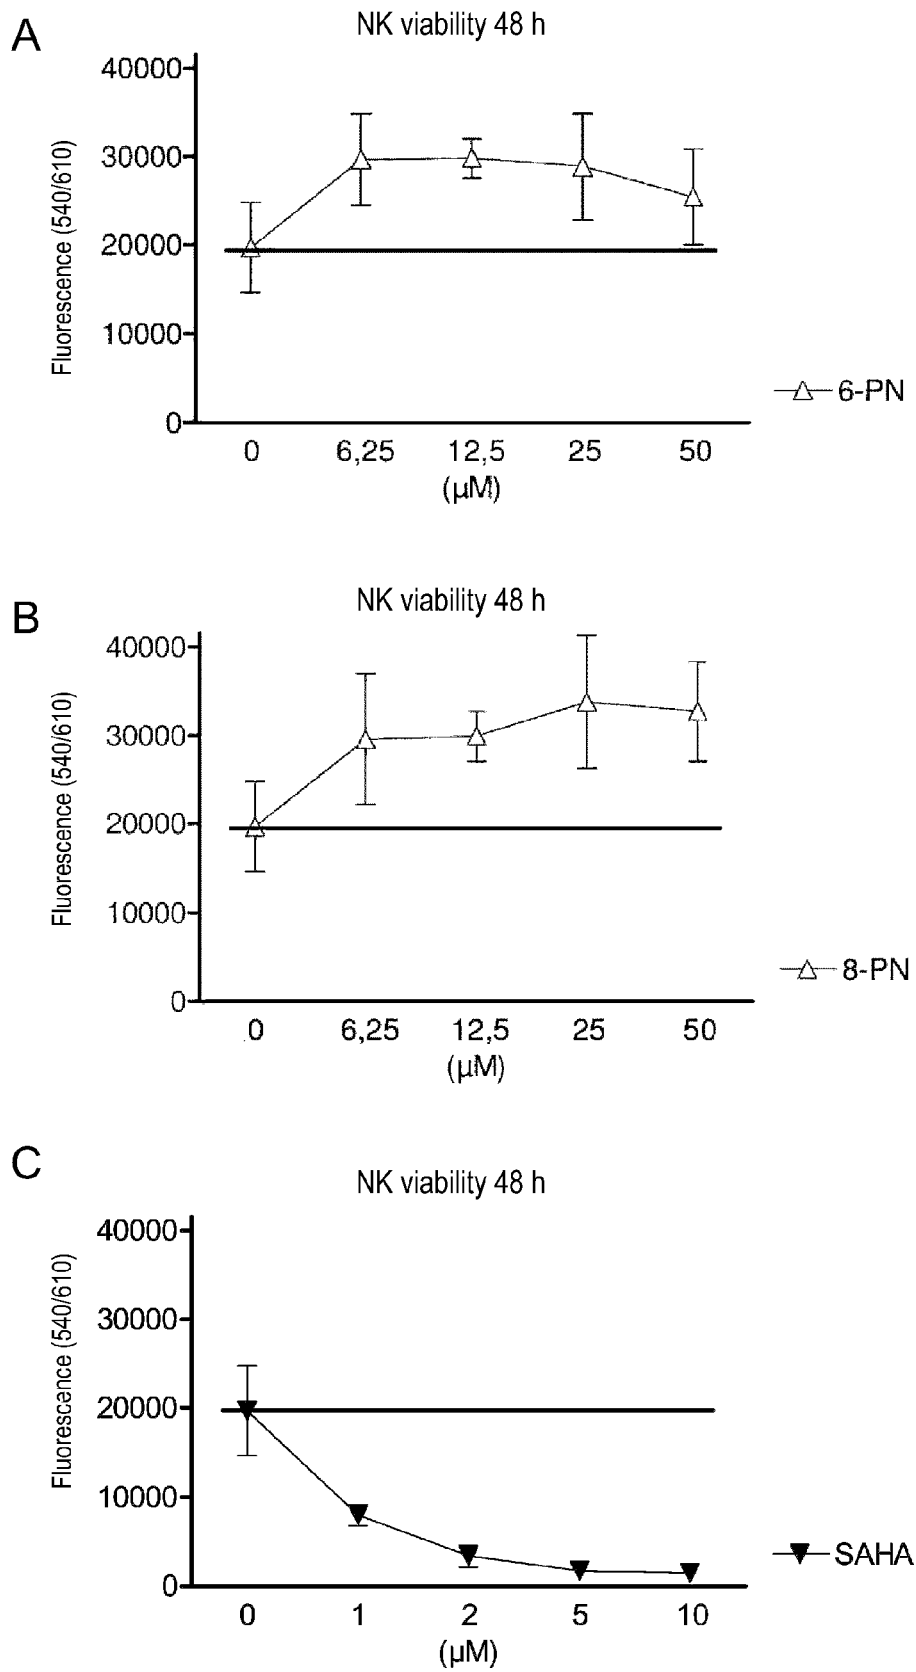 A
NK viability 48 h
Fluorescence (540/610)
40000
30000
20000
10000
0
0 6,25 12,5 25 50
(µM)
6-PN
B
NK viability 48 h
Fluorescence (540/610)
40000
30000
20000
10000
0
0 6,25 12,5 25 50
(µM)
8-PN
C
NK viability 48 h
Fluorescence (540/610)
40000
30000
20000
10000
0
0 1 2 5 10
(µM)
SAHA